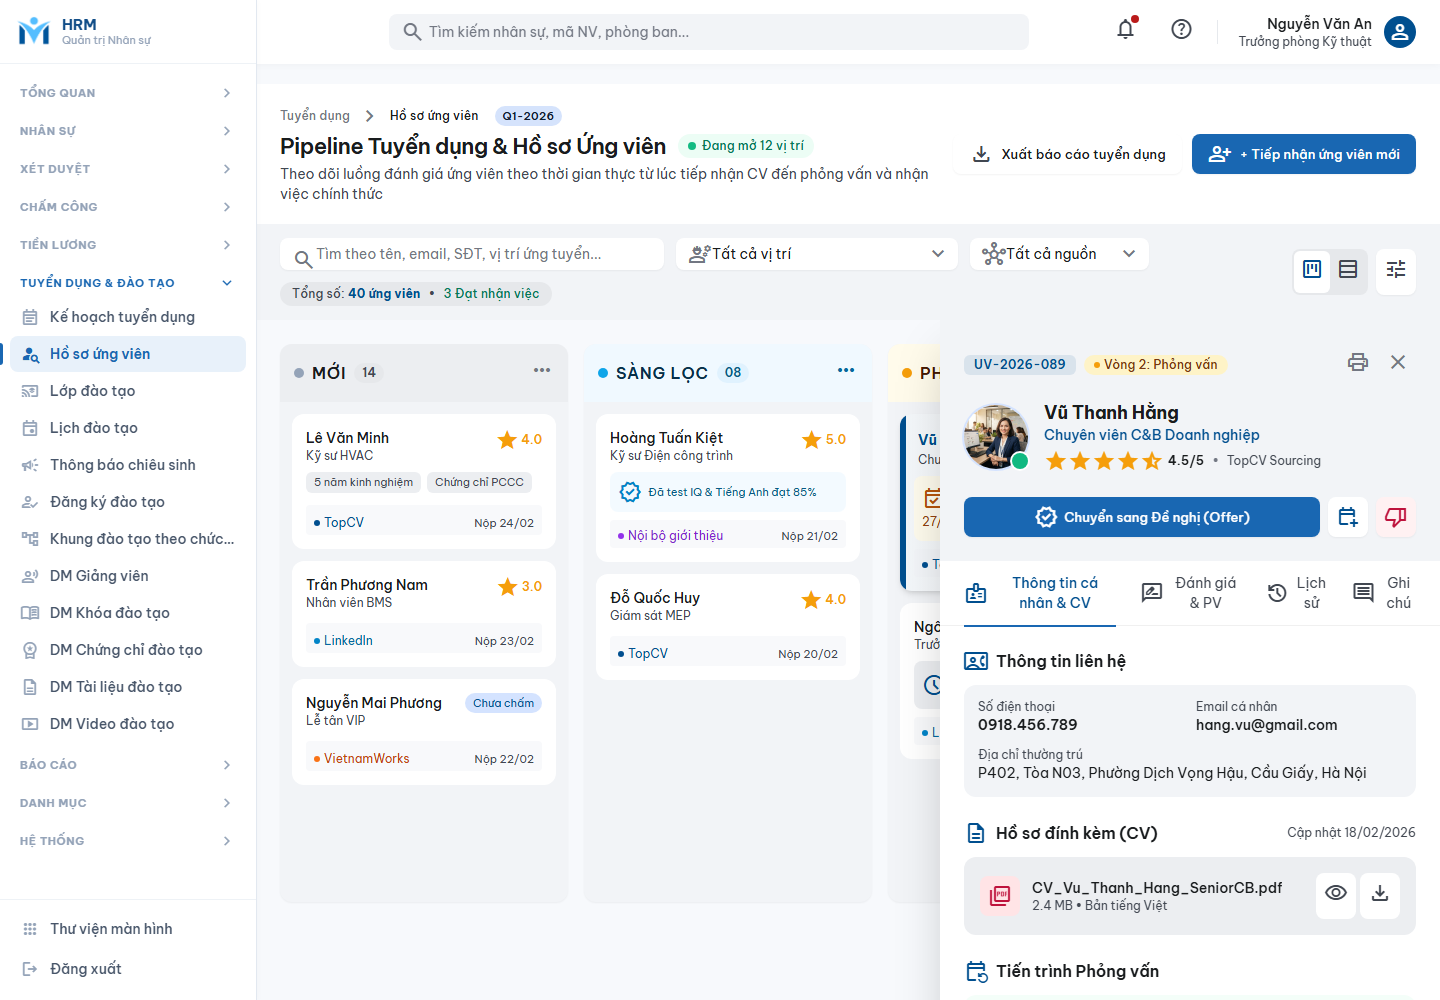 HRM
Quản trị Nhân sự
Tìm kiếm nhân sự, mã NV, phòng ban...
Nguyễn Văn An
Trưởng phòng Kỹ thuật
TỔNG QUAN
NHÂN SỰ
XÉT DUYỆT
CHẤM CÔNG
TIỀN LƯƠNG
TUYỂN DỤNG & ĐÀO TẠO
Kế hoạch tuyển dụng
Hồ sơ ứng viên
Lớp đào tạo
Lịch đào tạo
Thông báo chiêu sinh
Đăng ký đào tạo
Khung đào tạo theo chức...
DM Giảng viên
DM Khóa đào tạo
DM Chứng chỉ đào tạo
DM Tài liệu đào tạo
DM Video đào tạo
BÁO CÁO
DANH MỤC
HỆ THỐNG
Thư viện màn hình
Đăng xuất
Tuyển dụng
Hồ sơ ứng viên
Q1-2026
Pipeline Tuyển dụng & Hồ sơ Ứng viên
Đang mở 12 vị trí
Theo dõi luồng đánh giá ứng viên theo thời gian thực từ lúc tiếp nhận CV đến phỏng vấn và nhận
việc chính thức
Xuất báo cáo tuyển dụng
+ Tiếp nhận ứng viên mới
Tìm theo tên, email, SĐT, vị trí ứng tuyển...
Tất cả vị trí
Tất cả nguồn
Tổng số: 40 ứng viên • 3 Đạt nhận việc
MỚI 14
Lê Văn Minh
4.0
Kỹ sư HVAC
5 năm kinh nghiệm
Chứng chỉ PCCC
TopCV
Nộp 24/02
Trần Phương Nam
3.0
Nhân viên BMS
LinkedIn
Nộp 23/02
Nguyễn Mai Phương
Chưa chấm
Lễ tân VIP
VietnamWorks
Nộp 22/02
SÀNG LỌC 08
Hoàng Tuấn Kiệt
5.0
Kỹ sư Điện công trình
Đã test IQ & Tiếng Anh đạt 85%
Nội bộ giới thiệu
Nộp 21/02
Đỗ Quốc Huy
4.0
Giám sát MEP
TopCV
Nộp 20/02
PH
Vũ
Chu
27/
T
Ngô
Trưở
L
UV-2026-089
Vòng 2: Phỏng vấn
Vũ Thanh Hằng
Chuyên viên C&B Doanh nghiệp
4.5/5 • TopCV Sourcing
Chuyển sang Đề nghị (Offer)
Thông tin cá
nhân & CV
Đánh giá
& PV
Lịch
sử
Ghi
chú
Thông tin liên hệ
Số điện thoại
0918.456.789
Email cá nhân
hang.vu@gmail.com
Địa chỉ thường trú
P402, Tòa N03, Phường Dịch Vọng Hậu, Cầu Giấy, Hà Nội
Hồ sơ đính kèm (CV)
Cập nhật 18/02/2026
PDF
CV_Vu_Thanh_Hang_SeniorCB.pdf
2.4 MB • Bản tiếng Việt
Tiến trình Phỏng vấn